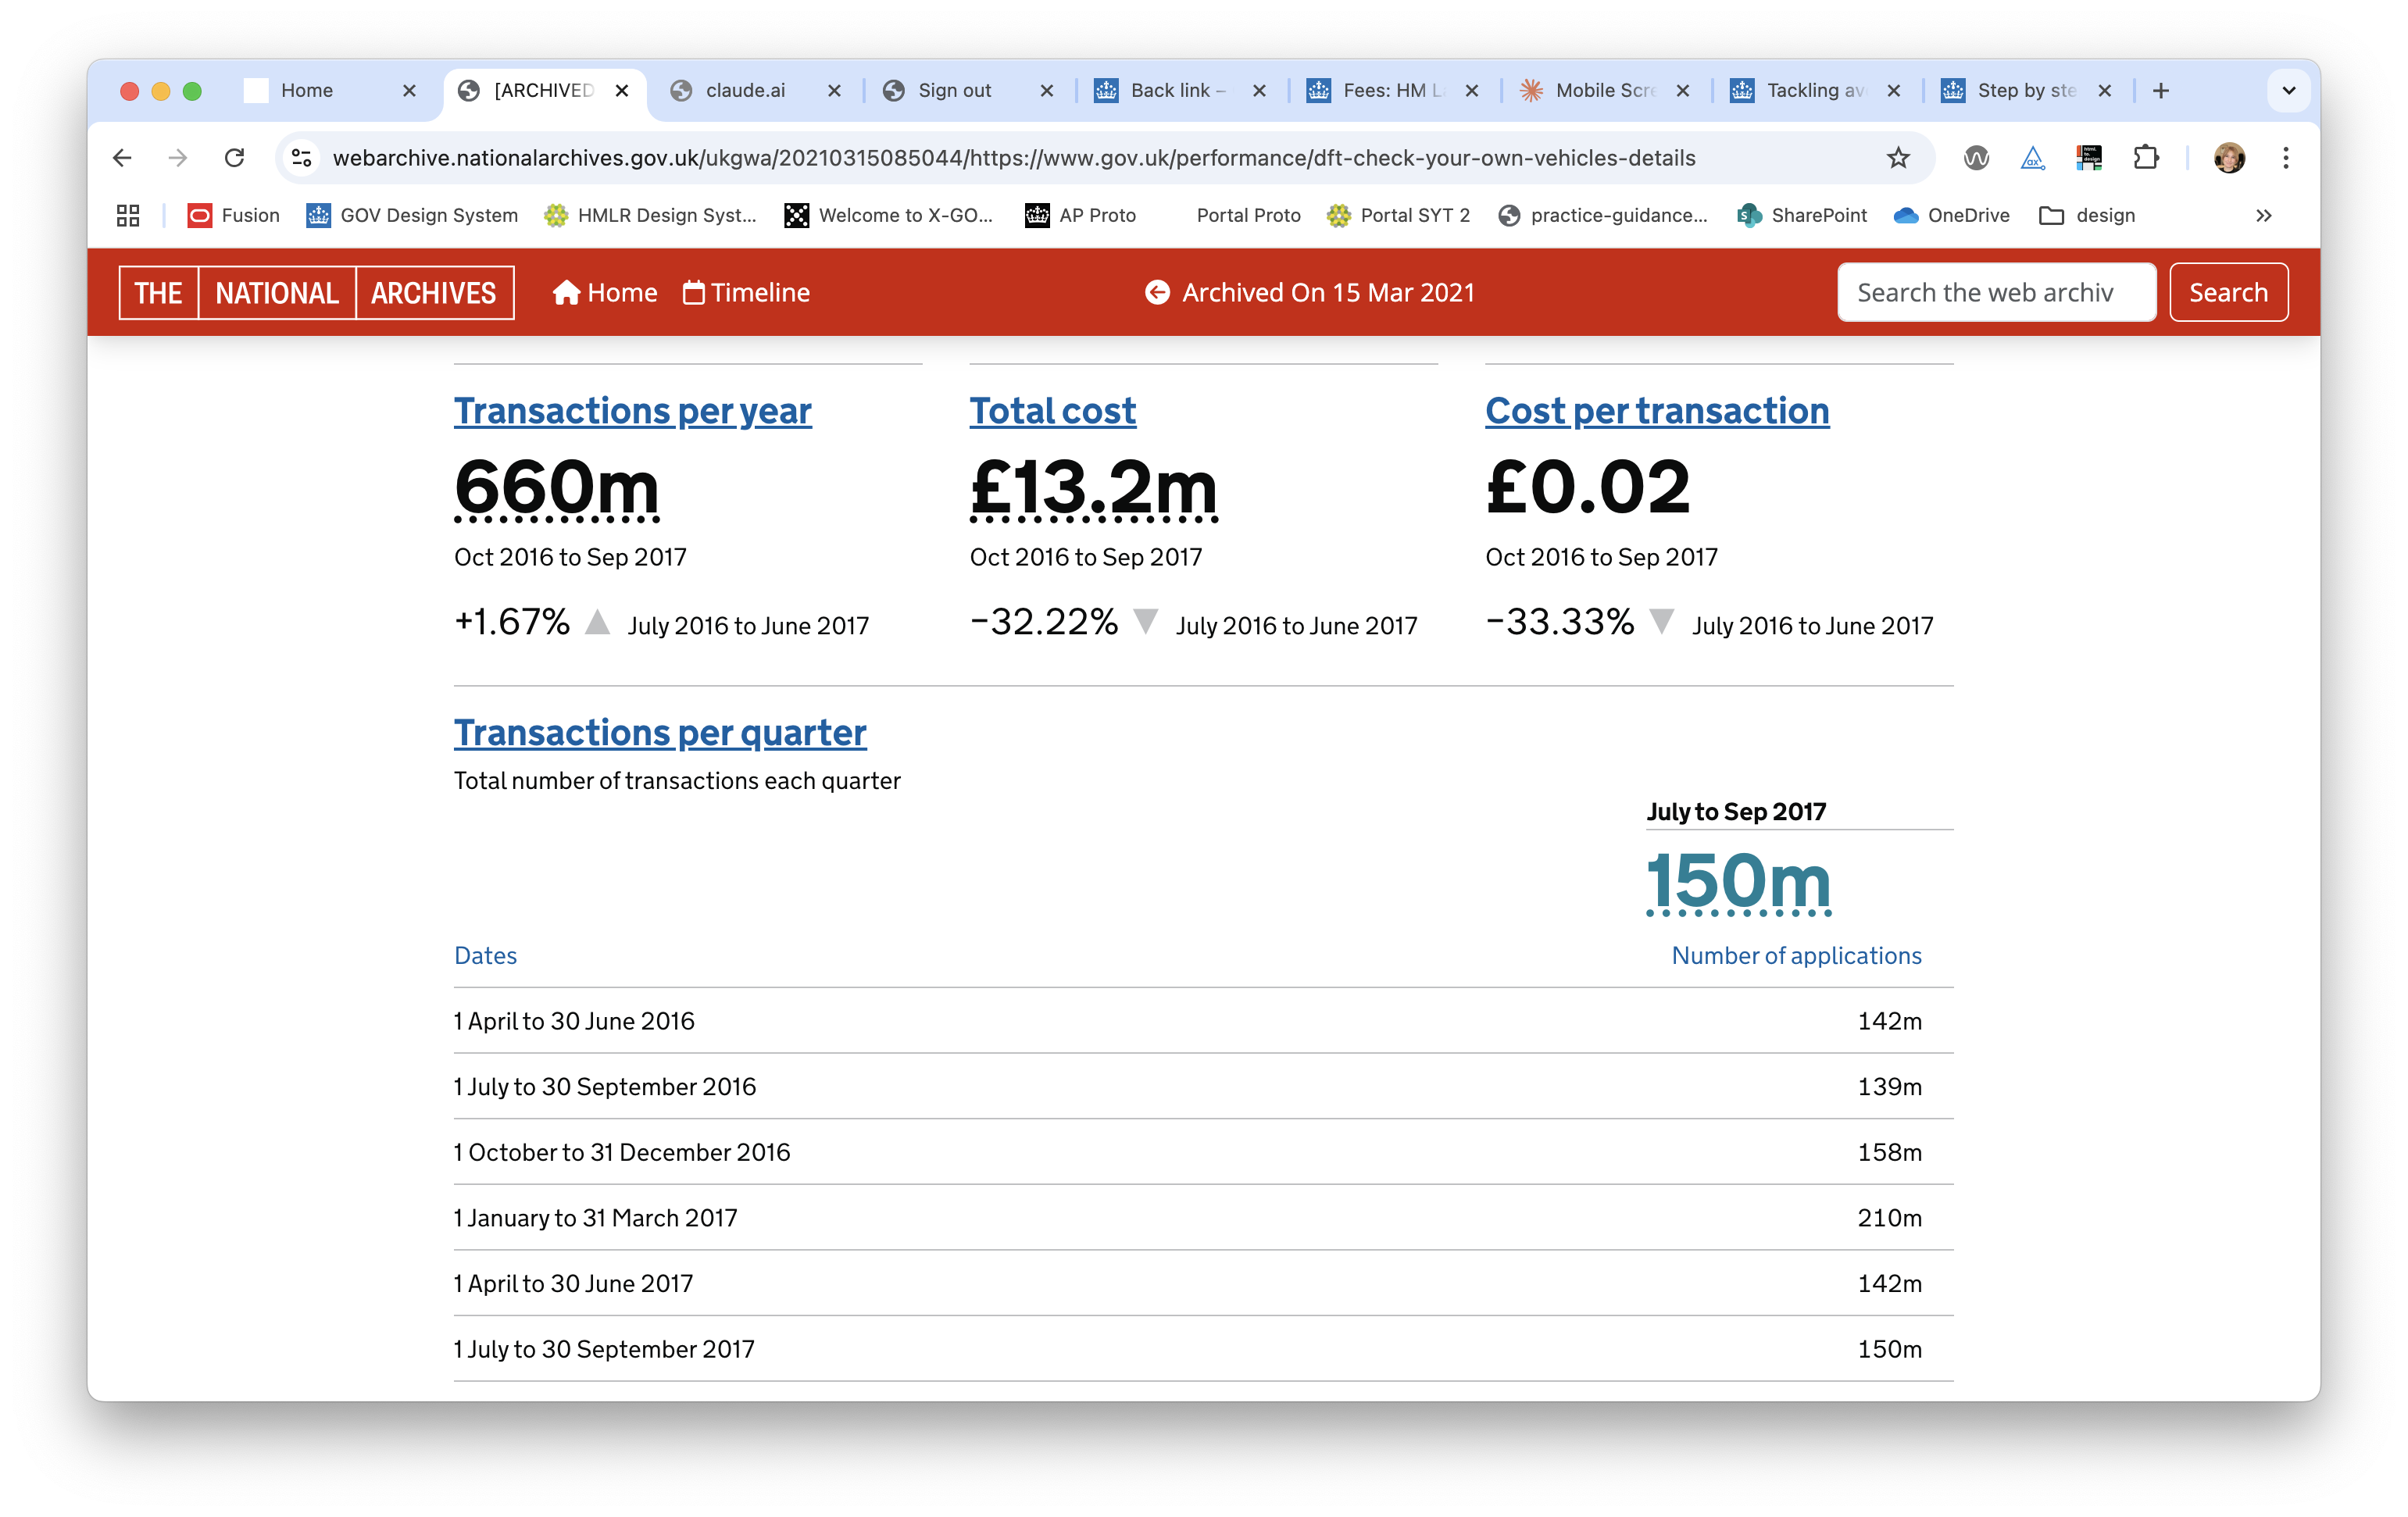 Home
[ARCHIVED
claude.ai
Sign out
Back link –
Fees: HM L
Mobile Scre
Tackling av
Step by ste
webarchive.nationalarchives.gov.uk/ukgwa/20210315085044/https://www.gov.uk/performance/dft-check-your-own-vehicles-details
Fusion
GOV Design System
HMLR Design Syst...
Welcome to X-GO...
AP Proto
Portal Proto
Portal SYT 2
practice-guidance...
SharePoint
OneDrive
design
THE NATIONAL ARCHIVES
Home
Timeline
Archived On 15 Mar 2021
Search the web archiv
Search
Transactions per year
660m
Oct 2016 to Sep 2017
+1.67% July 2016 to June 2017
Total cost
£13.2m
Oct 2016 to Sep 2017
−32.22% July 2016 to June 2017
Cost per transaction
£0.02
Oct 2016 to Sep 2017
−33.33% July 2016 to June 2017
Transactions per quarter
Total number of transactions each quarter
July to Sep 2017
150m
Dates Number of applications
1 April to 30 June 2016 142m
1 July to 30 September 2016 139m
1 October to 31 December 2016 158m
1 January to 31 March 2017 210m
1 April to 30 June 2017 142m
1 July to 30 September 2017 150m